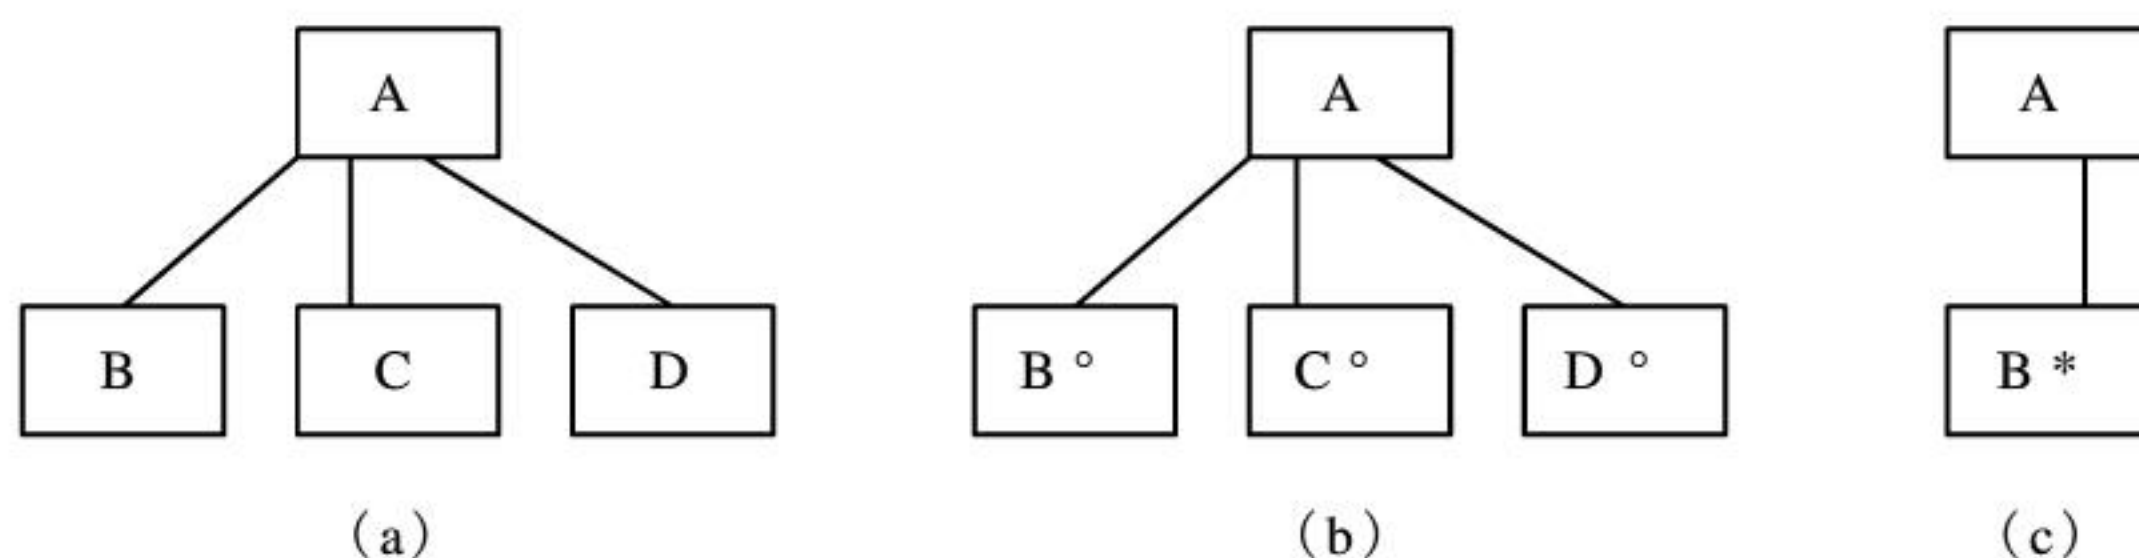 A A A
B C D B ° C ° D ° B *
（a） （b） （c）